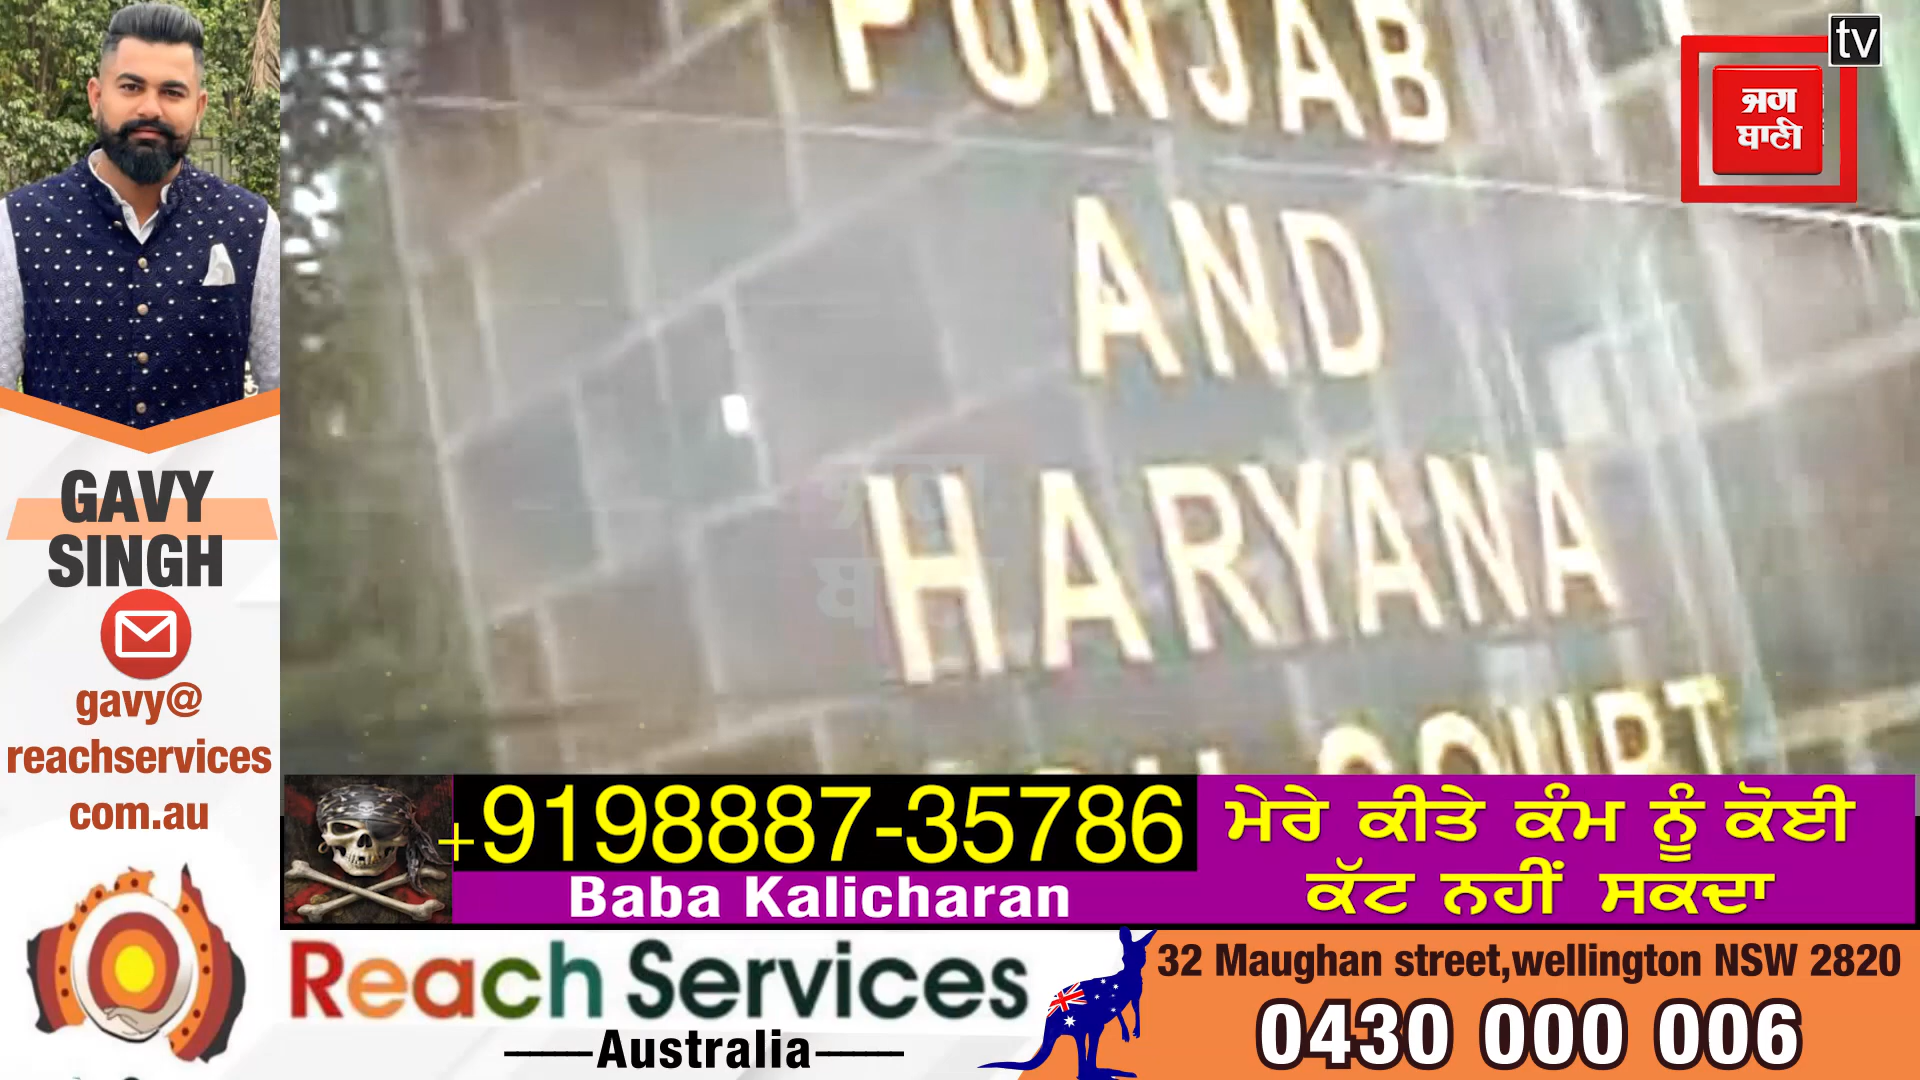 PUNJAB
AND
HARYANA
COURT
tv
ਜਗ
ਬਾਣੀ
GAVY
SINGH
gavy@
reachservices
com.au
+9198887-35786
Baba Kalicharan
ਮੇਰੇ ਕੀਤੇ ਕੰਮ ਨੂੰ ਕੋਈ
ਕੱਟ ਨਹੀਂ ਸਕਦਾ
Reach Services
Australia
32 Maughan street,wellington NSW 2820
0430 000 006